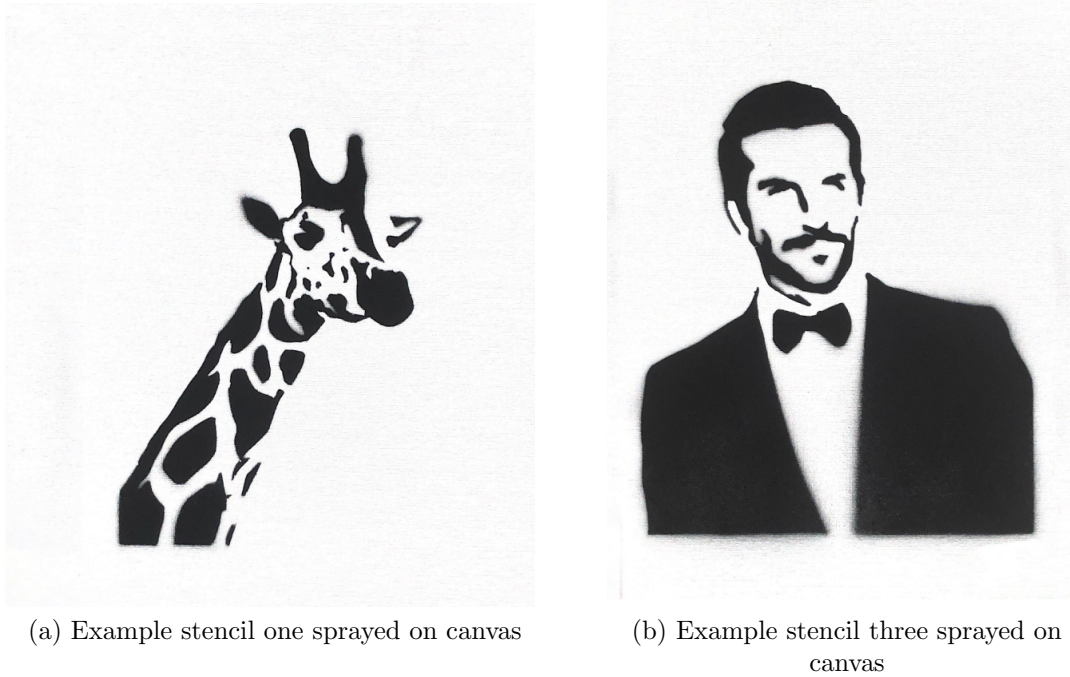 (a) Example stencil one sprayed on canvas
(b) Example stencil three sprayed on
canvas